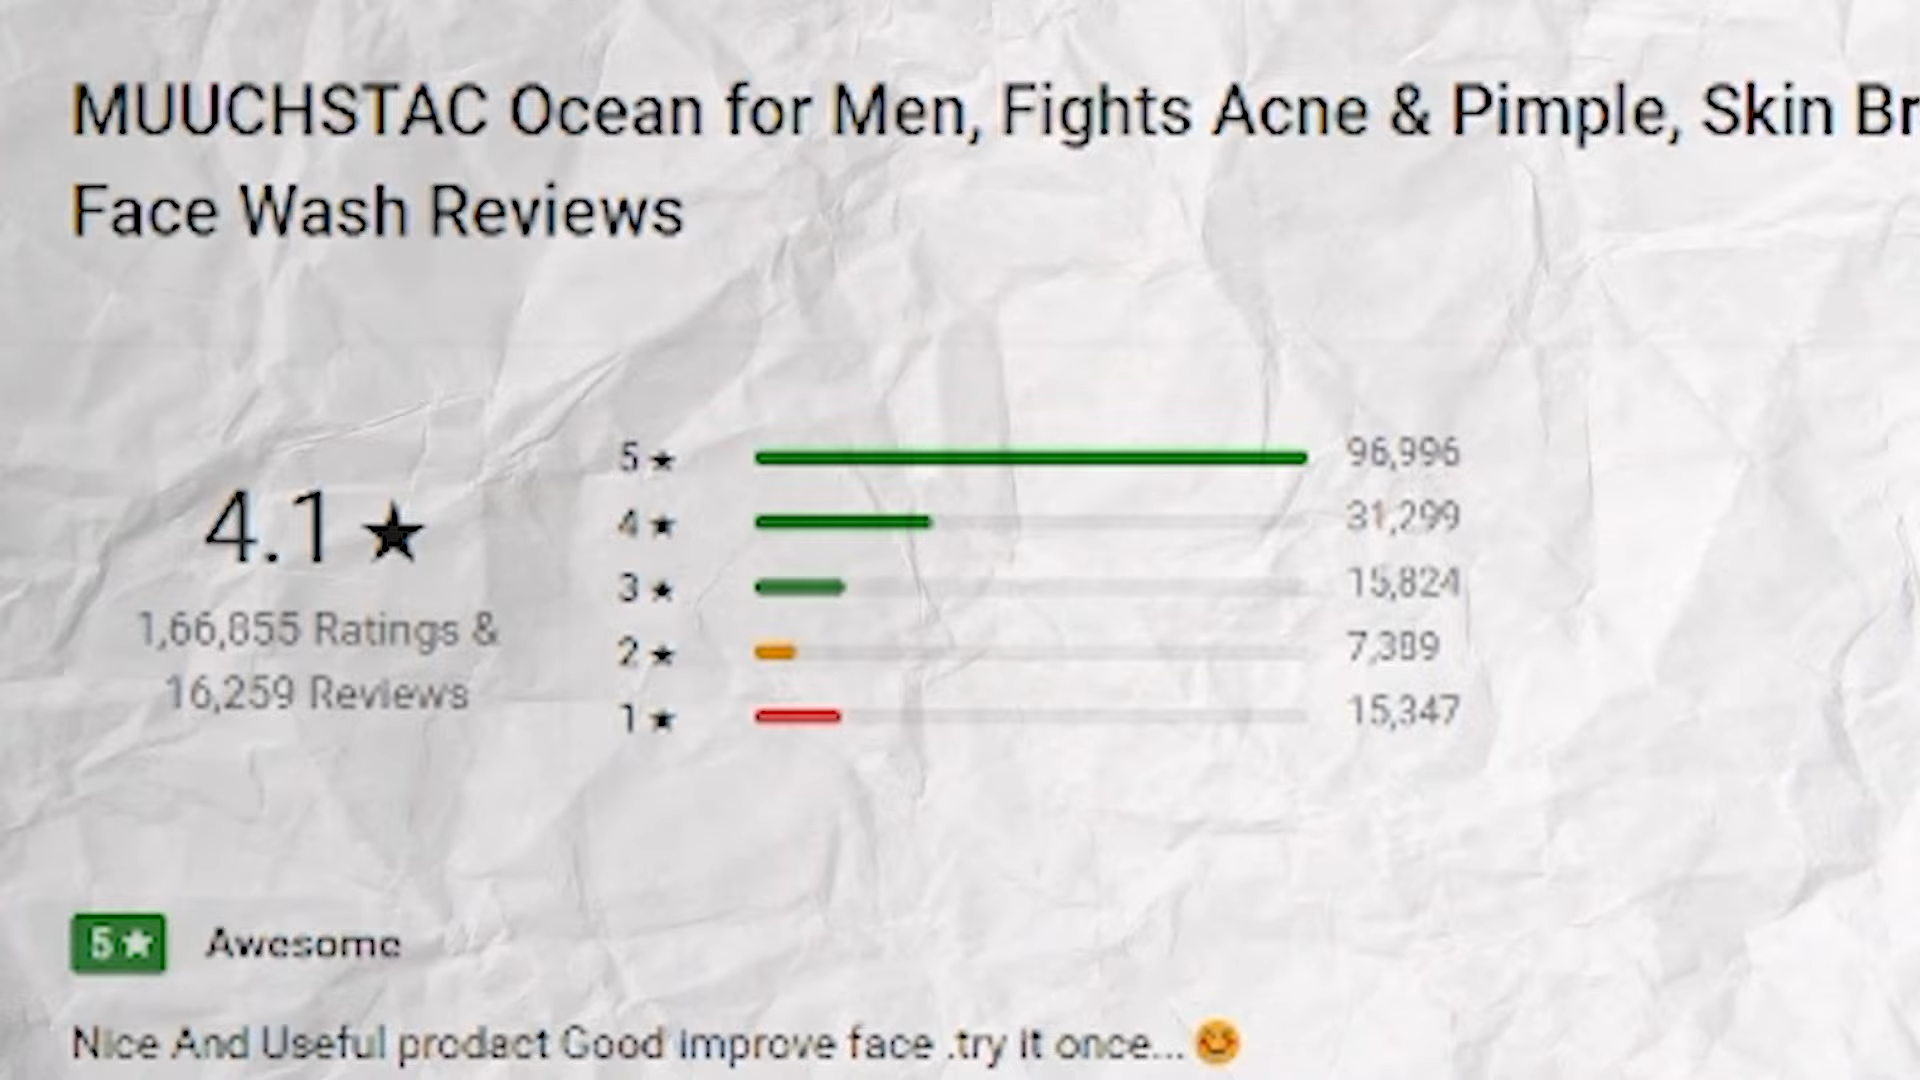 MUUCHSTAC Ocean for Men, Fights Acne & Pimple, Skin Br
Face Wash Reviews
4.1 ★
1,66,855 Ratings &
16,259 Reviews
5 ★ 96,996
4 ★ 31,299
3 ★ 15,824
2 ★ 7,389
1 ★ 15,347
5 ★ Awesome
Nice And Useful prodact Good improve face .try it once... 😊